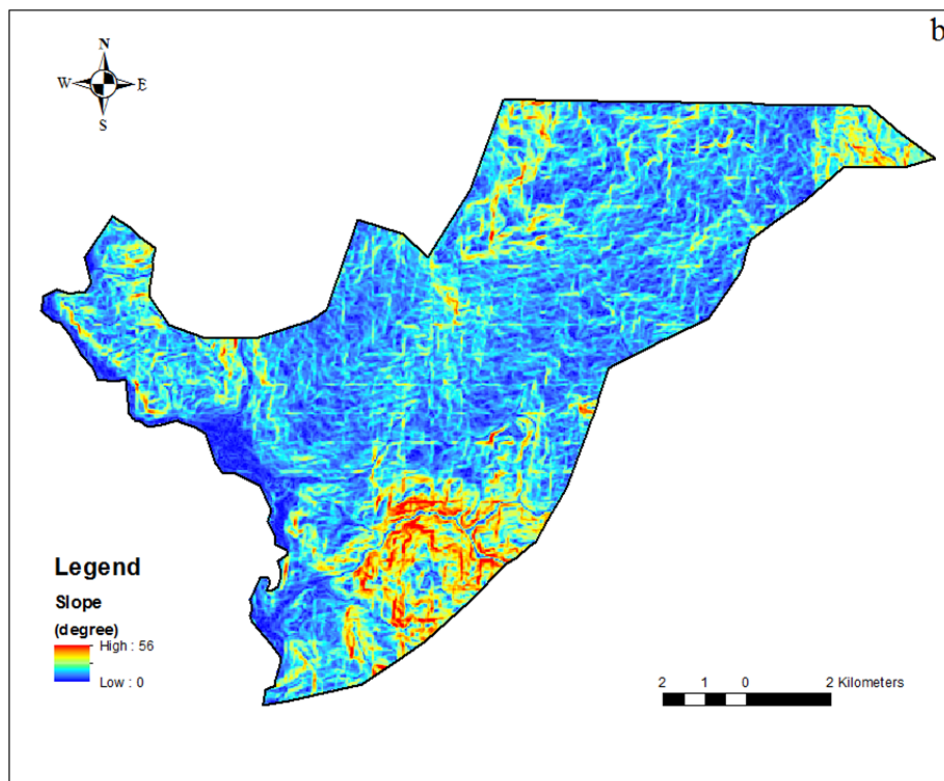 b
N
W E
S
Legend
Slope
(degree)
High : 56
Low : 0
2 1 0 2 Kilometers